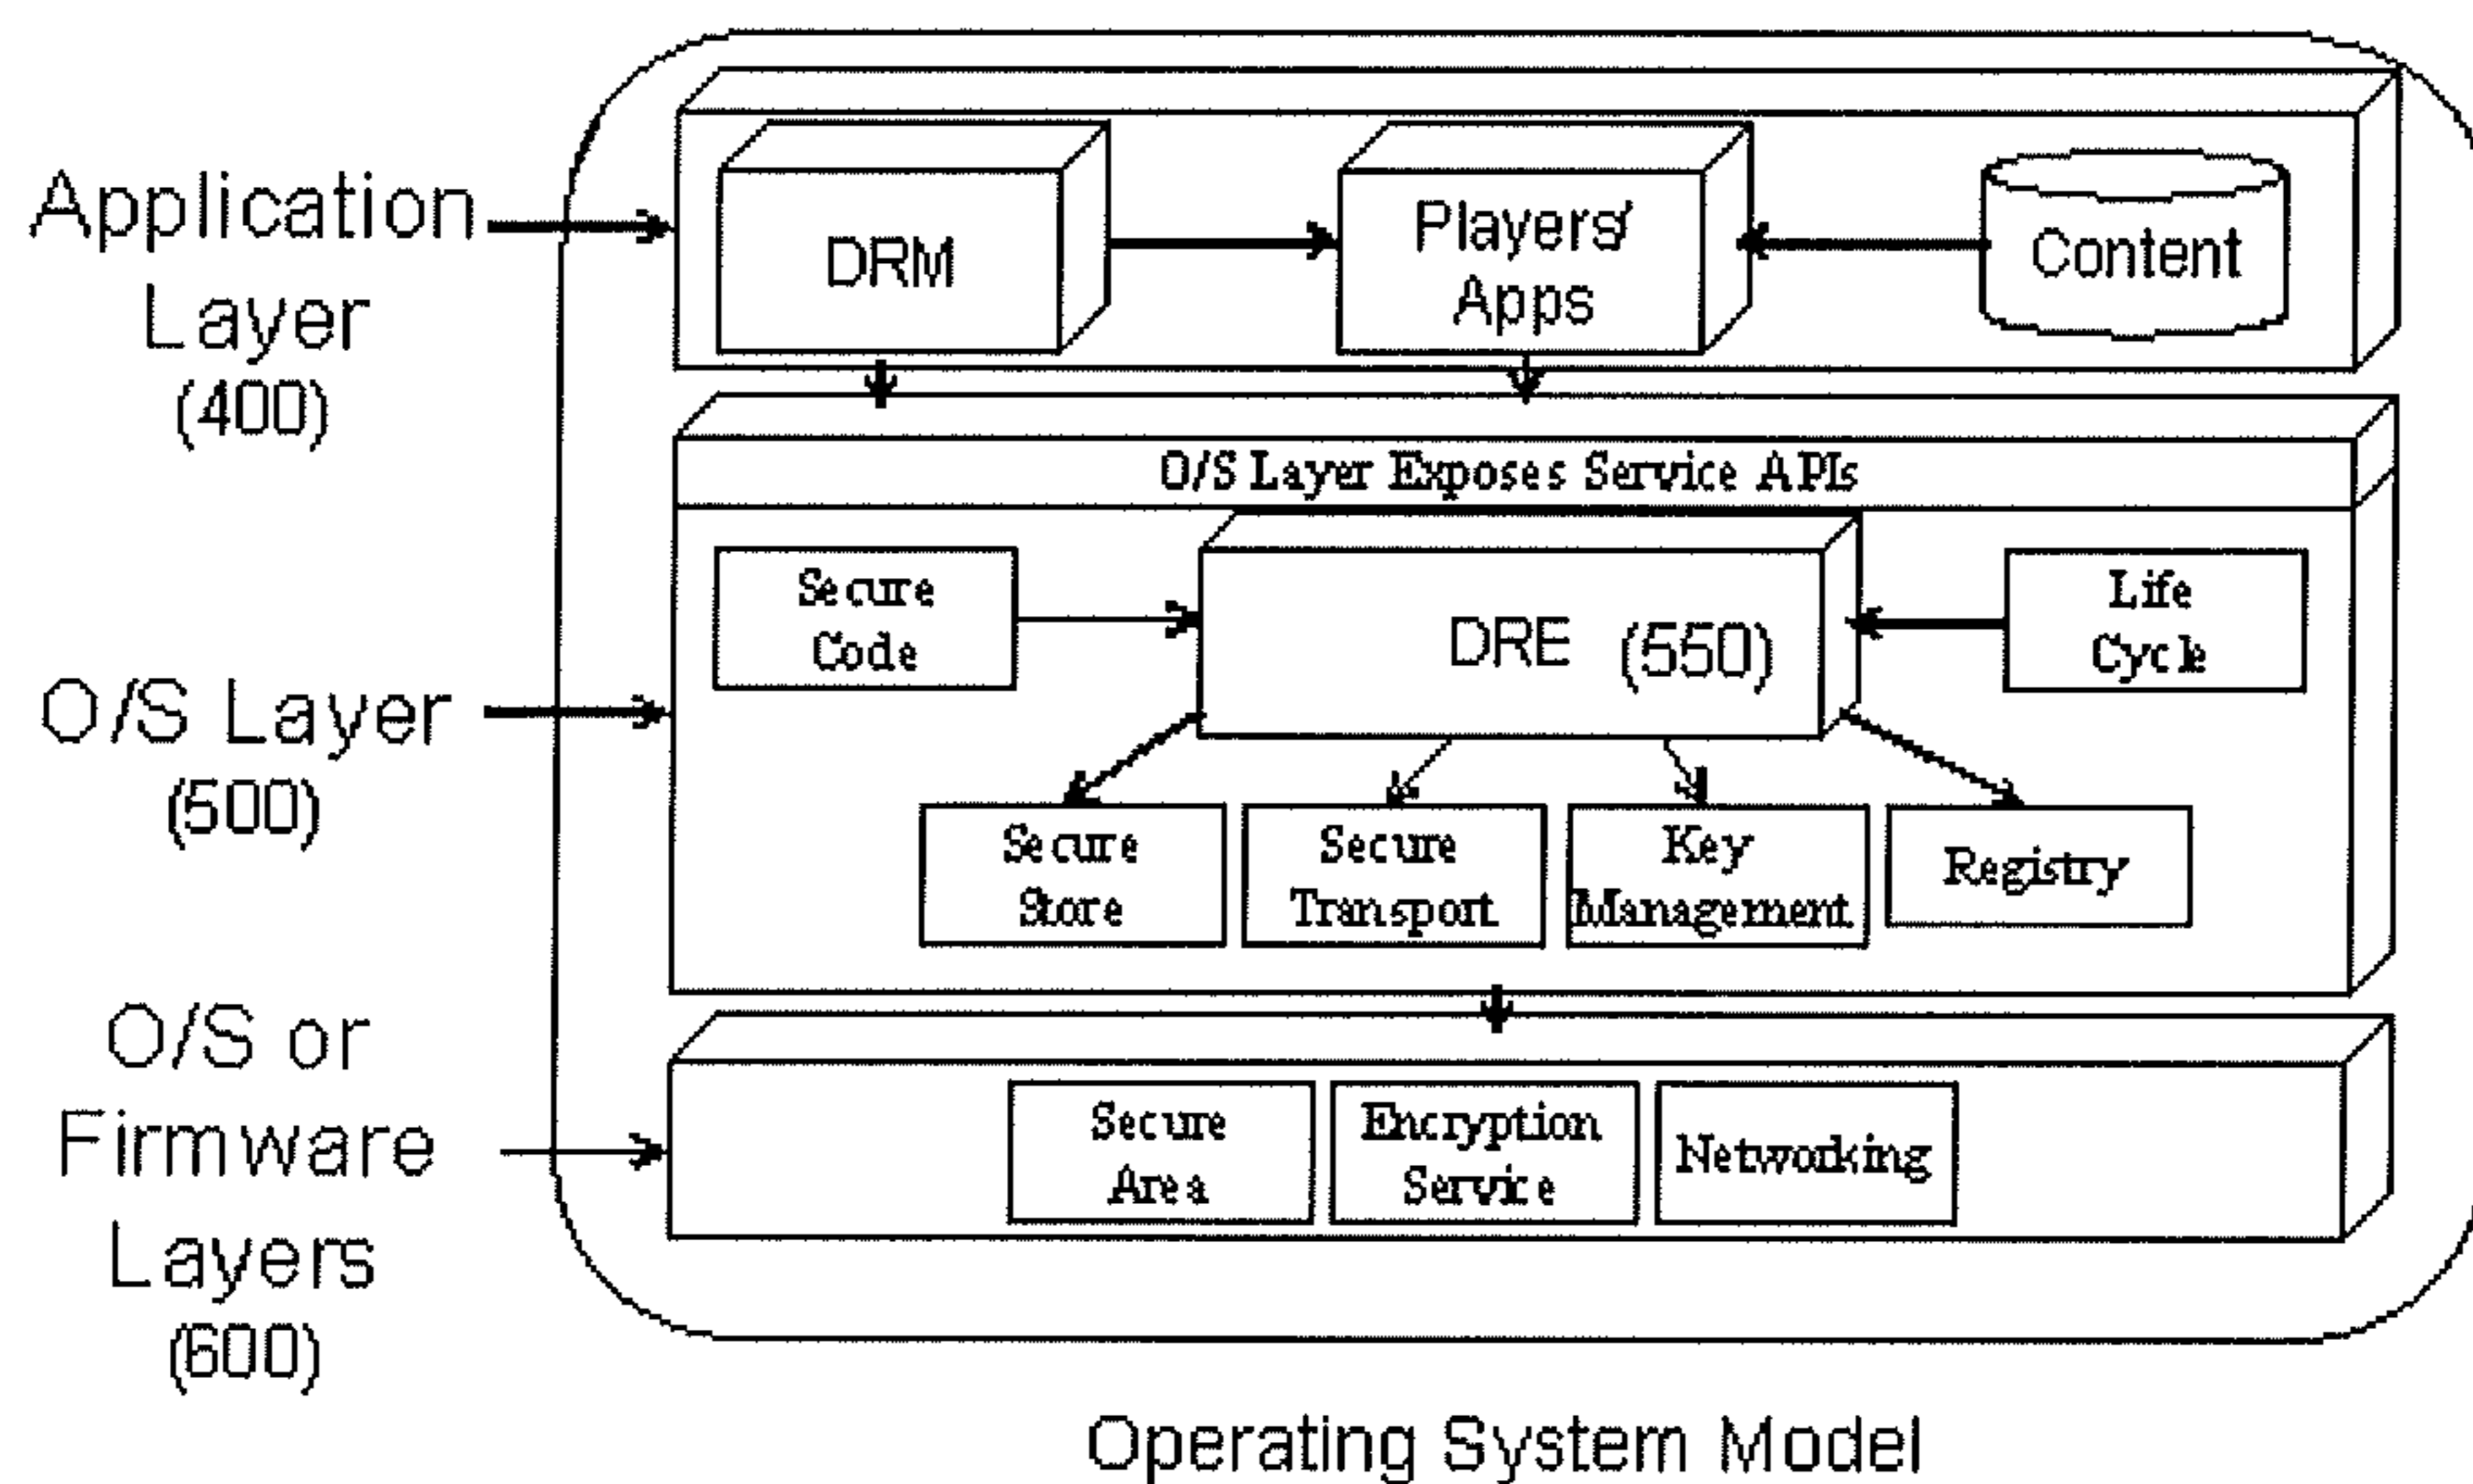 Application
Layer
(400)
DRM
Players/
Apps
Content
O/S Layer
(500)
O/S Layer Exposes Service APIs
Secure
Code
DRE (550)
Life
Cycle
Secure
Store
Secure
Transport
Key
Management
Registry
O/S or
Firmware
Layers
(600)
Secure
Area
Encryption
Service
Networking
Operating System Model